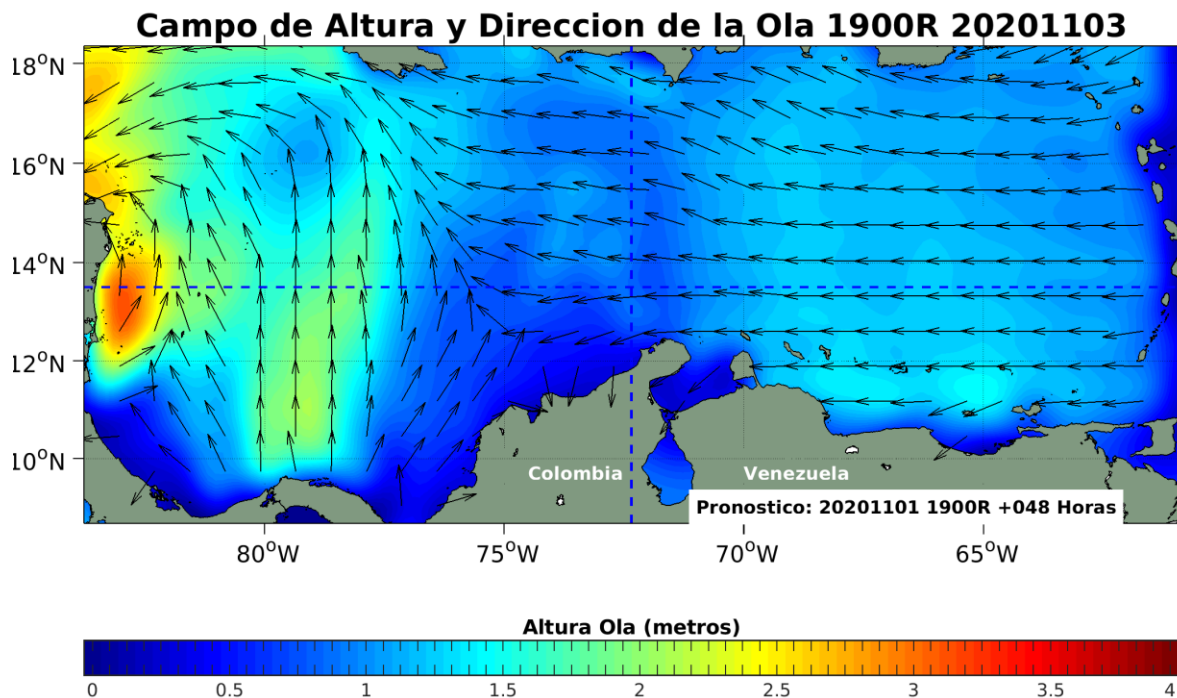 Campo de Altura y Direccion de la Ola 1900R 20201103
18°N
16°N
14°N
12°N
10°N
Colombia
Venezuela
Pronostico: 20201101 1900R +048 Horas
80°W
75°W
70°W
65°W
Altura Ola (metros)
0 0.5 1 1.5 2 2.5 3 3.5 4